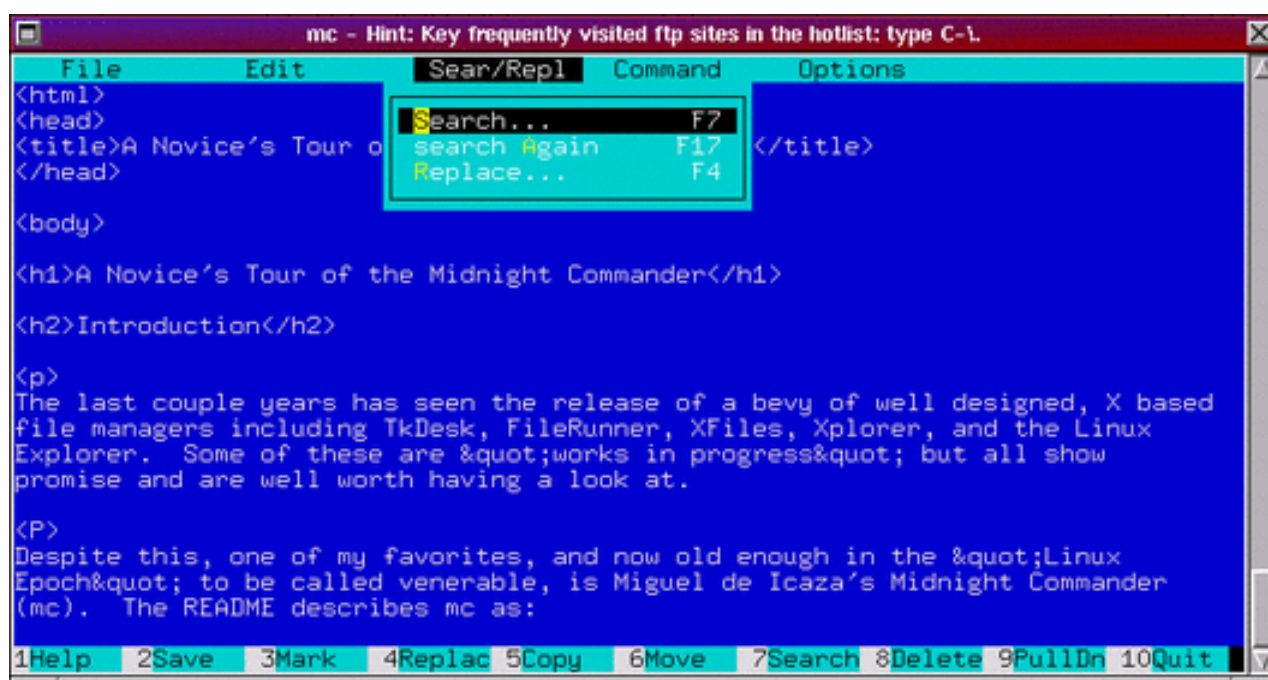 mc - Hint: Key frequently visited ftp sites in the hotlist: type C-\.
File Edit Sear/Repl Command Options
<html>
<head>
<title>A Novice's Tour o
</title>
</head>
Search... F7
search Again F17
Replace... F4
<body>
<h1>A Novice's Tour of the Midnight Commander</h1>
<h2>Introduction</h2>
<p>
The last couple years has seen the release of a bevy of well designed, X based
file managers including TkDesk, FileRunner, XFiles, Xplorer, and the Linux
Explorer.  Some of these are &quot;works in progress&quot; but all show
promise and are well worth having a look at.
<P>
Despite this, one of my favorites, and now old enough in the &quot;Linux
Epoch&quot; to be called venerable, is Miguel de Icaza's Midnight Commander
(mc).  The README describes mc as:
1Help 2Save 3Mark 4Replac 5Copy 6Move 7Search 8Delete 9PullDn 10Quit